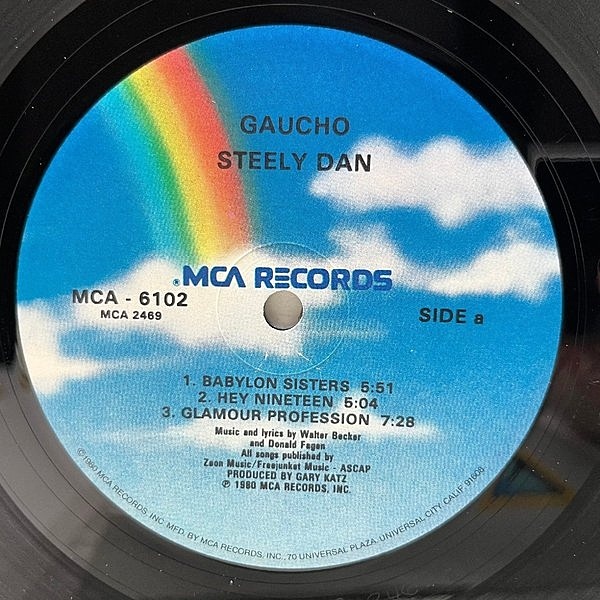 GAUCHO
STEELY DAN
®MCA RECORDS
MCA - 6102
MCA 2469
SIDE a
1. BABYLON SISTERS 5:51
2. HEY NINETEEN 5:04
3. GLAMOUR PROFESSION 7:28
Music and lyrics by Walter Becker
and Donald Fagen
All songs published by
Zeon Music/Freejunket Music - ASCAP
PRODUCED BY GARY KATZ
℗ 1980 MCA RECORDS, INC.
©1980 MCA RECORDS, INC. MFD. BY MCA RECORDS, INC., 70 UNIVERSAL PLAZA, UNIVERSAL CITY, CALIF. 91608